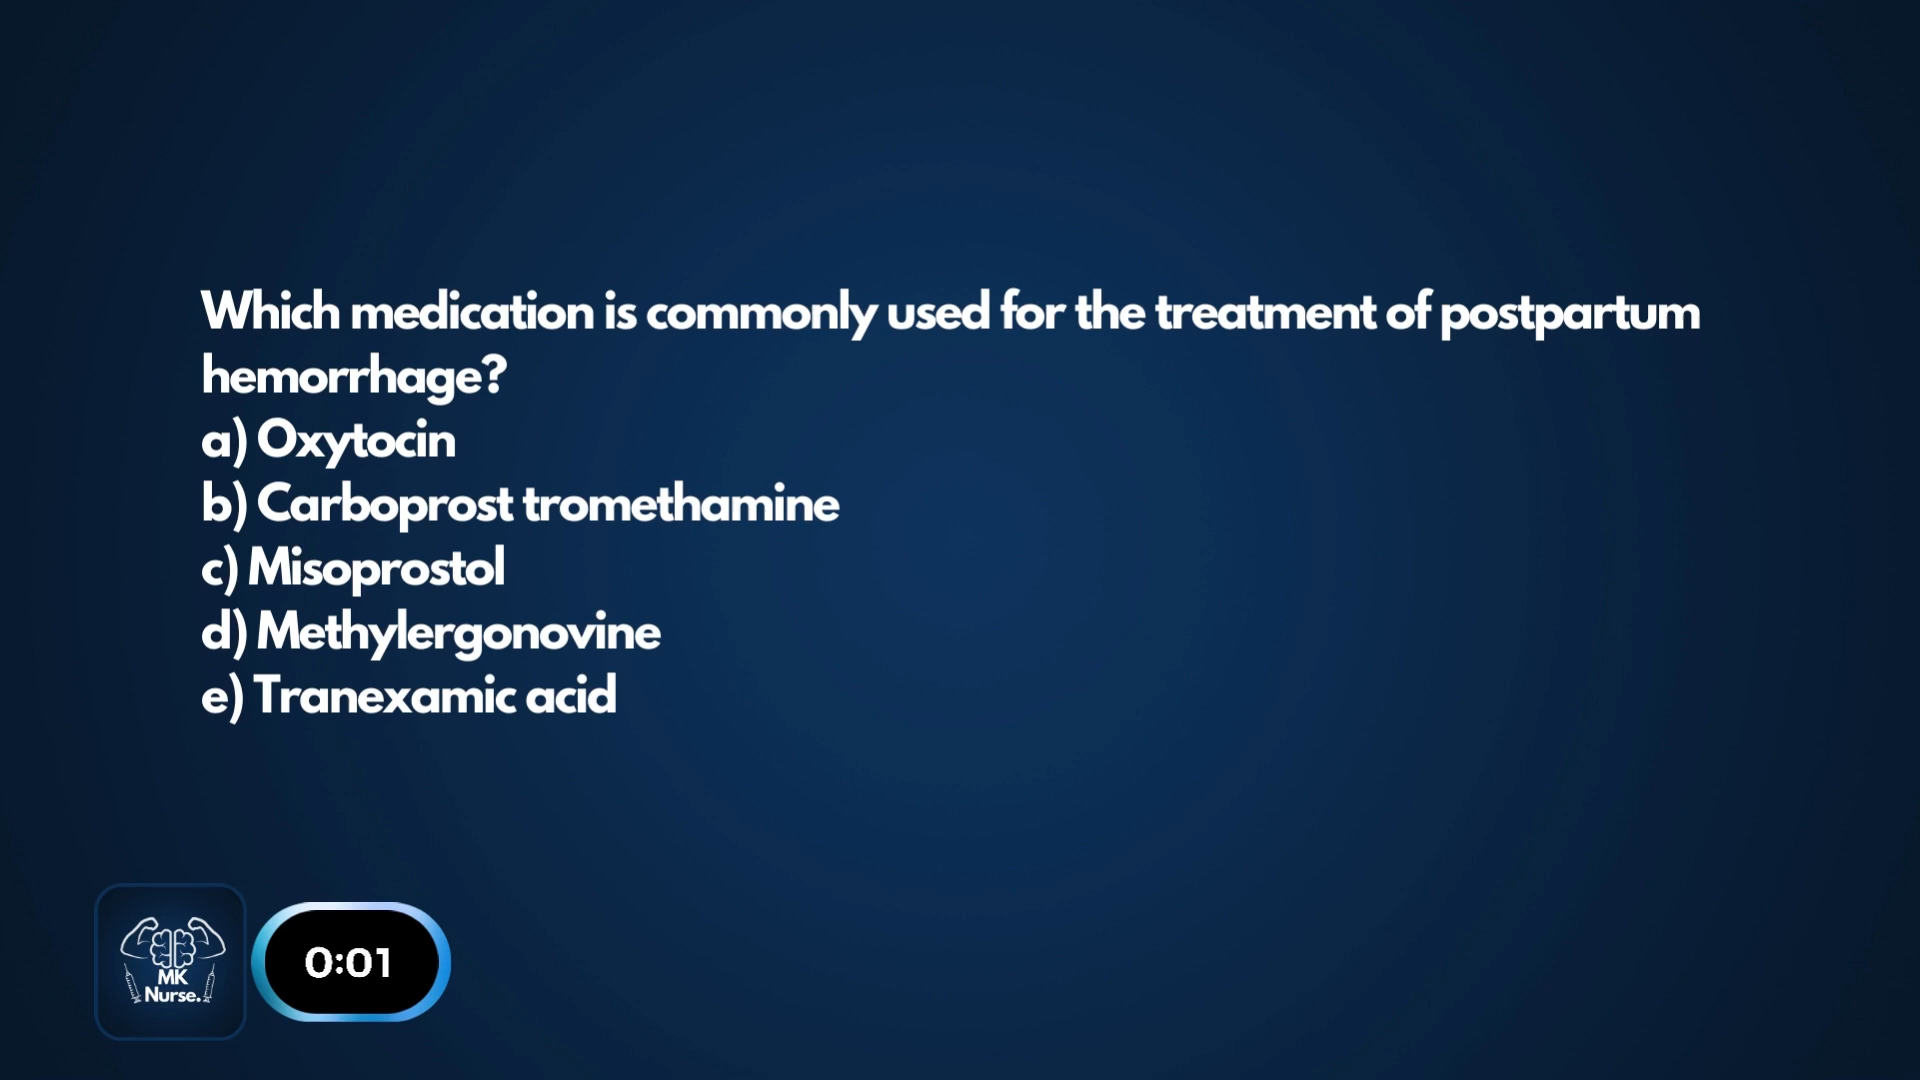 Which medication is commonly used for the treatment of postpartum
hemorrhage?
a) Oxytocin
b) Carboprost tromethamine
c) Misoprostol
d) Methylergonovine
e) Tranexamic acid
MK
Nurse.
0:01